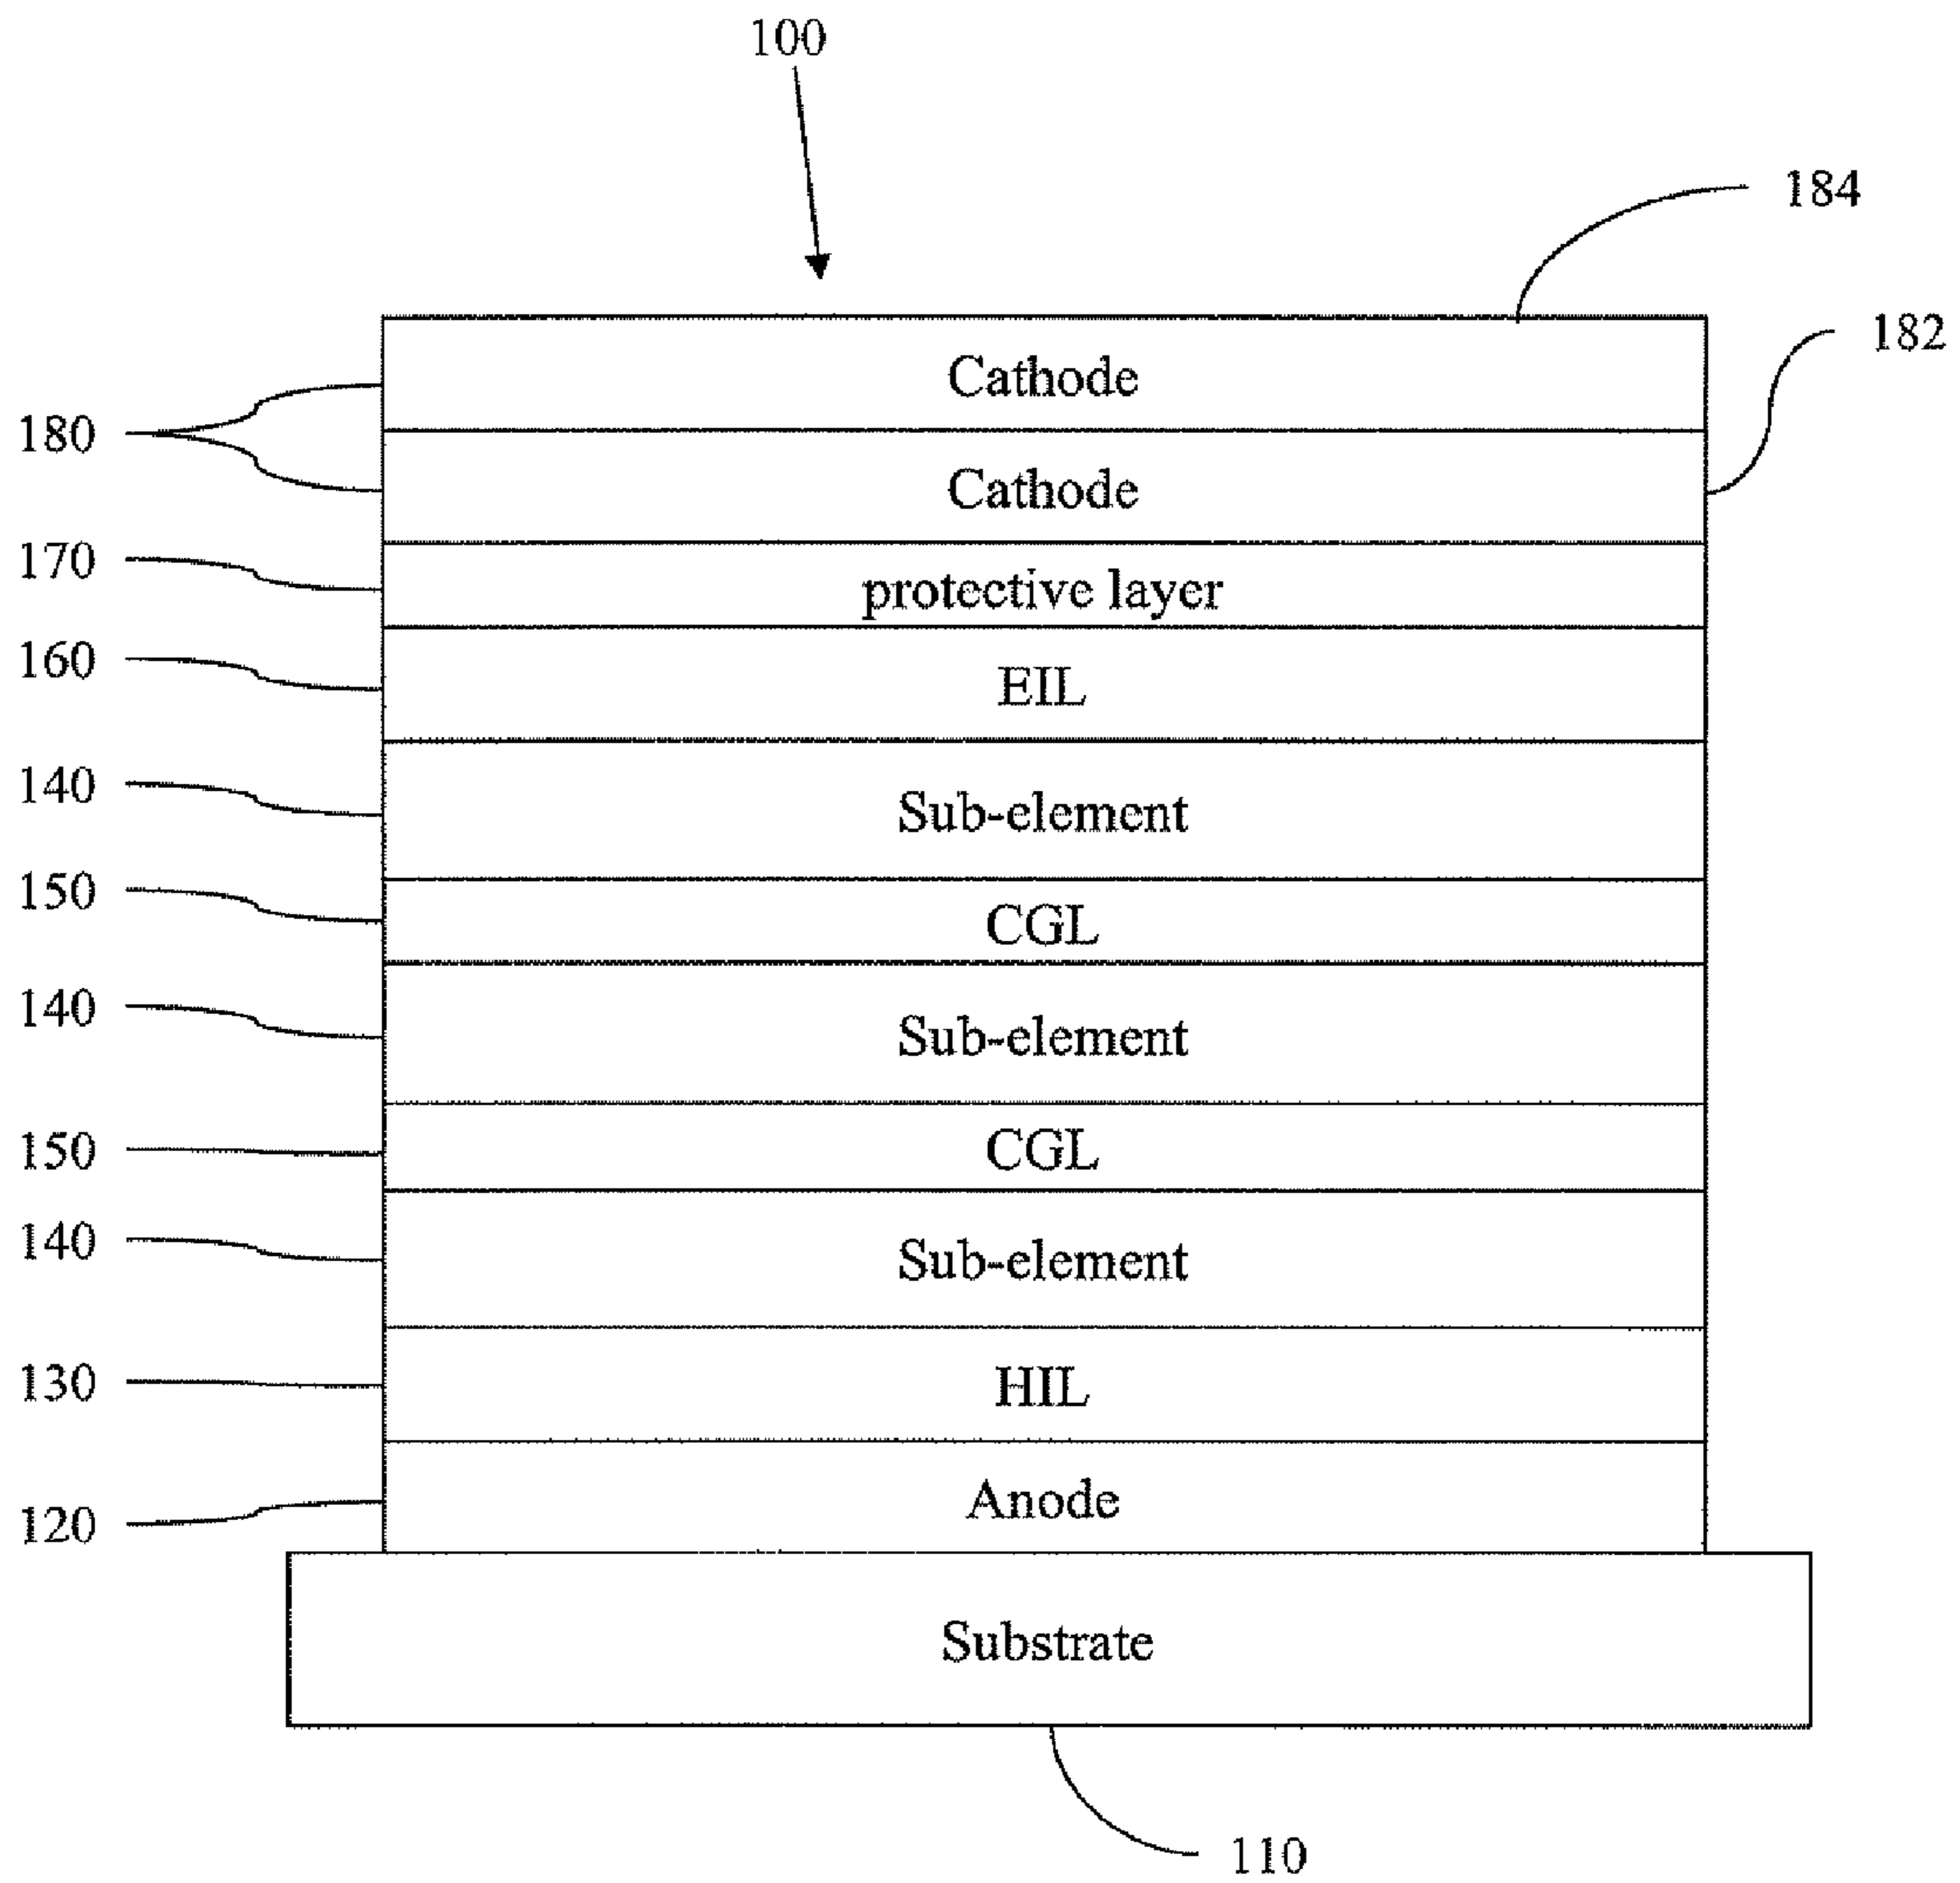 100
184
182
Cathode
180
Cathode
170
protective layer
160
EIL
140
Sub-element
150
CGL
140
Sub-element
150
CGL
140
Sub-element
130
HIL
120
Anode
Substrate
110